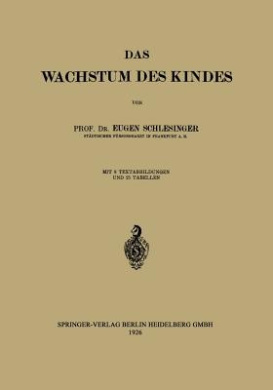 DAS
WACHSTUM DES KINDES
VON
PROF. DR. EUGEN SCHLESINGER
STÄDTISCHER FÜRSORGEARZT IN FRANKFURT A. M.
MIT 8 TEXTABBILDUNGEN
UND 21 TABELLEN
SPRINGER-VERLAG BERLIN HEIDELBERG GMBH
1926